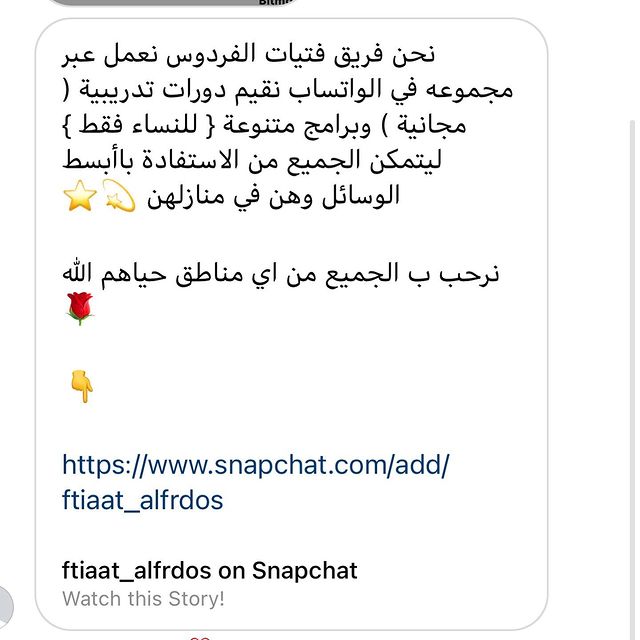 Bitm
نحن فريق فتيات الفردوس نعمل عبر
مجموعه في الواتساب نقيم دورات تدريبية (
مجانية ) وبرامج متنوعة { للنساء فقط }
ليتمكن الجميع من الاستفادة باأبسط
الوسائل وهن في منازلهن 💫⭐
نرحب ب الجميع من اي مناطق حياهم الله
🌹
👇
https://www.snapchat.com/add/
ftiaat_alfrdos
ftiaat_alfrdos on Snapchat
Watch this Story!